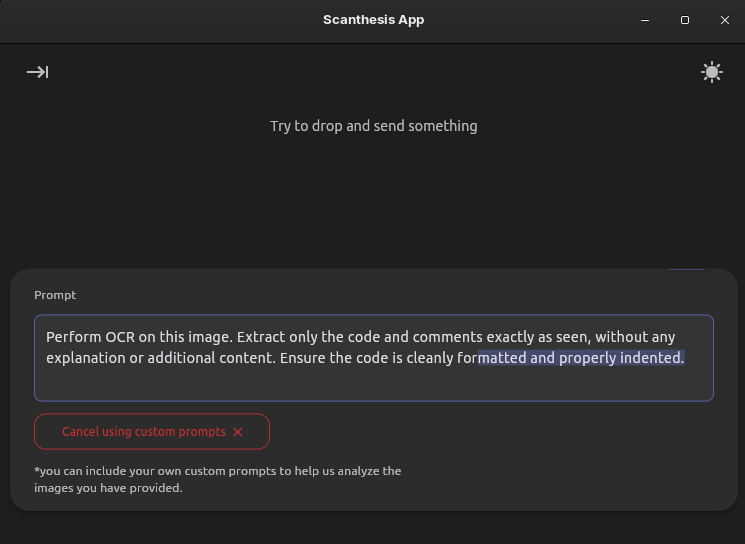 Scanthesis App
Try to drop and send something
Prompt
Perform OCR on this image. Extract only the code and comments exactly as seen, without any
explanation or additional content. Ensure the code is cleanly formatted and properly indented.
Cancel using custom prompts
*you can include your own custom prompts to help us analyze the
images you have provided.